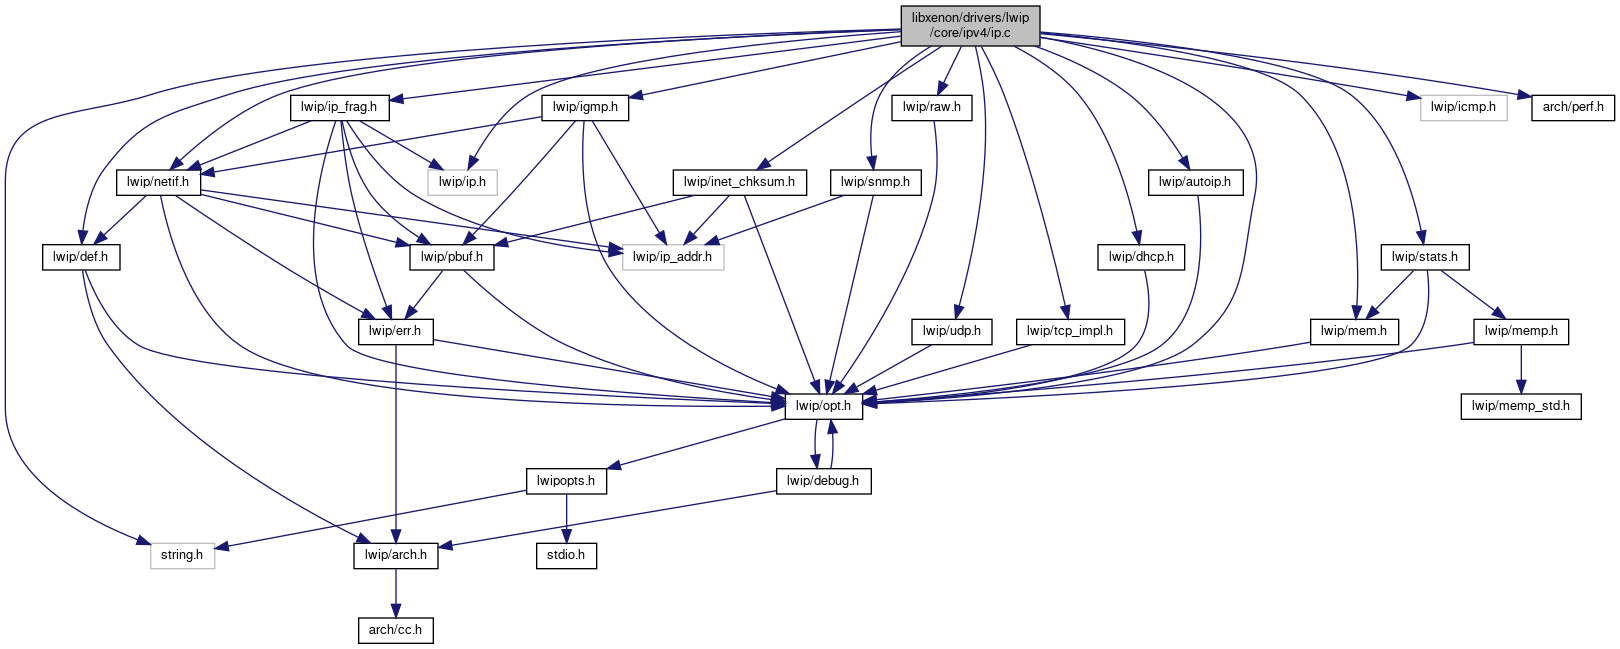 libxenon/drivers/lwip
/core/ipv4/ip.c
lwip/ip_frag.h
lwip/igmp.h
lwip/raw.h
lwip/icmp.h
arch/perf.h
lwip/netif.h
lwip/ip.h
lwip/inet_chksum.h
lwip/snmp.h
lwip/autoip.h
lwip/def.h
lwip/pbuf.h
lwip/ip_addr.h
lwip/dhcp.h
lwip/stats.h
lwip/err.h
lwip/udp.h
lwip/tcp_impl.h
lwip/mem.h
lwip/memp.h
lwip/opt.h
lwip/memp_std.h
lwipopts.h
lwip/debug.h
string.h
lwip/arch.h
stdio.h
arch/cc.h